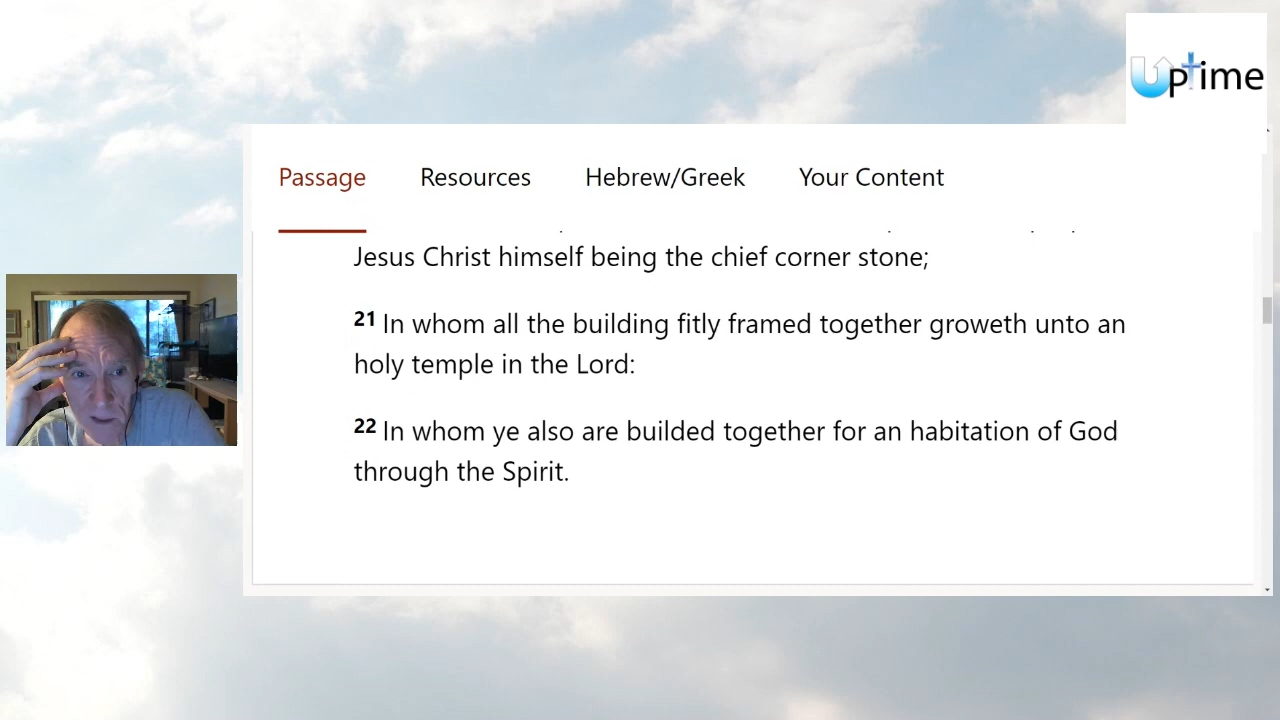 Uptime
Passage Resources Hebrew/Greek Your Content
Jesus Christ himself being the chief corner stone;
21 In whom all the building fitly framed together groweth unto an
holy temple in the Lord:
22 In whom ye also are builded together for an habitation of God
through the Spirit.